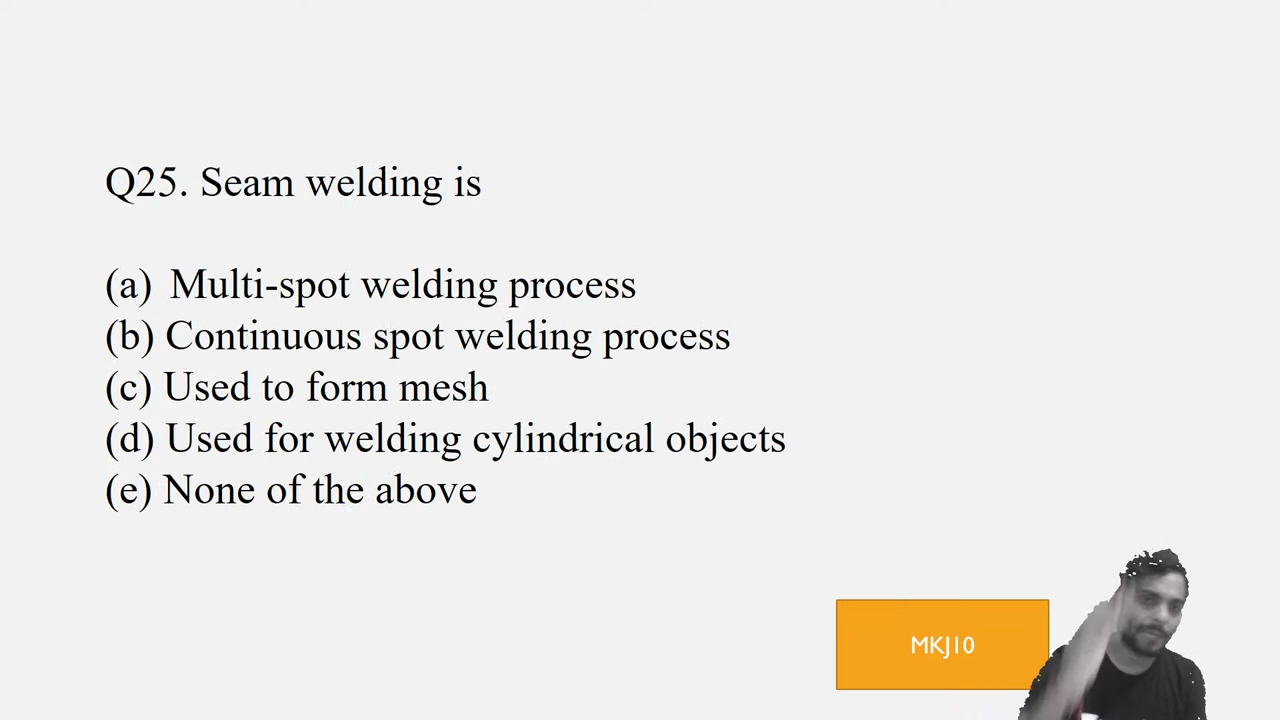 Q25. Seam welding is
(a) Multi-spot welding process
(b) Continuous spot welding process
(c) Used to form mesh
(d) Used for welding cylindrical objects
(e) None of the above
MKJ10